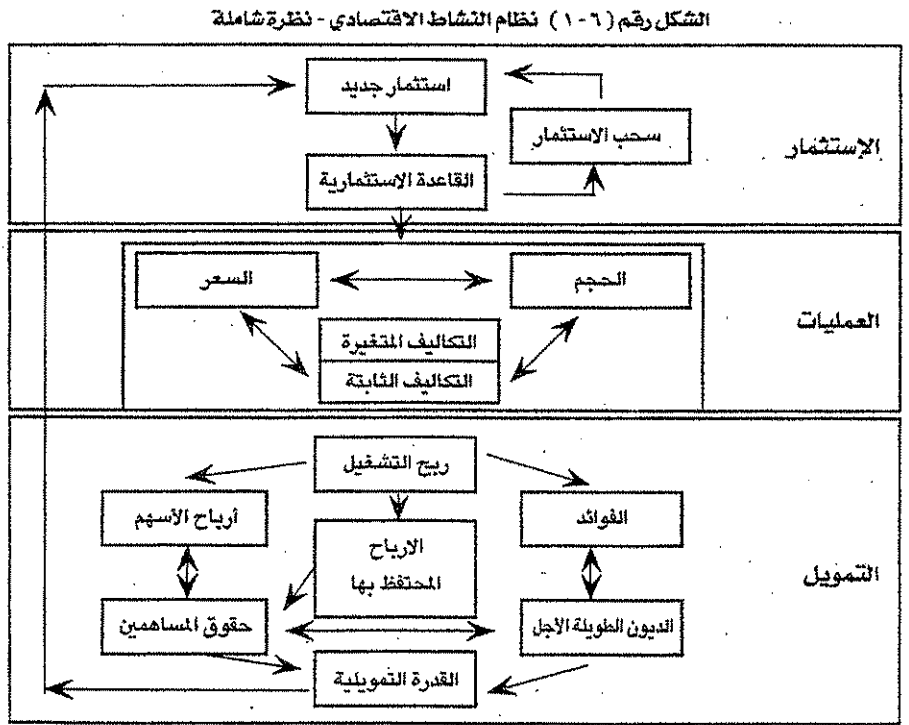 الشكل رقم (٦-١) نظام النشاط الاقتصادي - نظرة شاملة
استثمار جديد
سحب الاستثمار
الإستثمار
القاعدة الاستثمارية
السعر
الحجم
العمليات
التكاليف المتغيرة
التكاليف الثابتة
ربح التشغيل
أرباح الأسهم
الفوائد
الارباح
المحتفظ بها
التمويل
حقوق المساهمين
الديون الطويلة الأجل
القدرة التمويلية